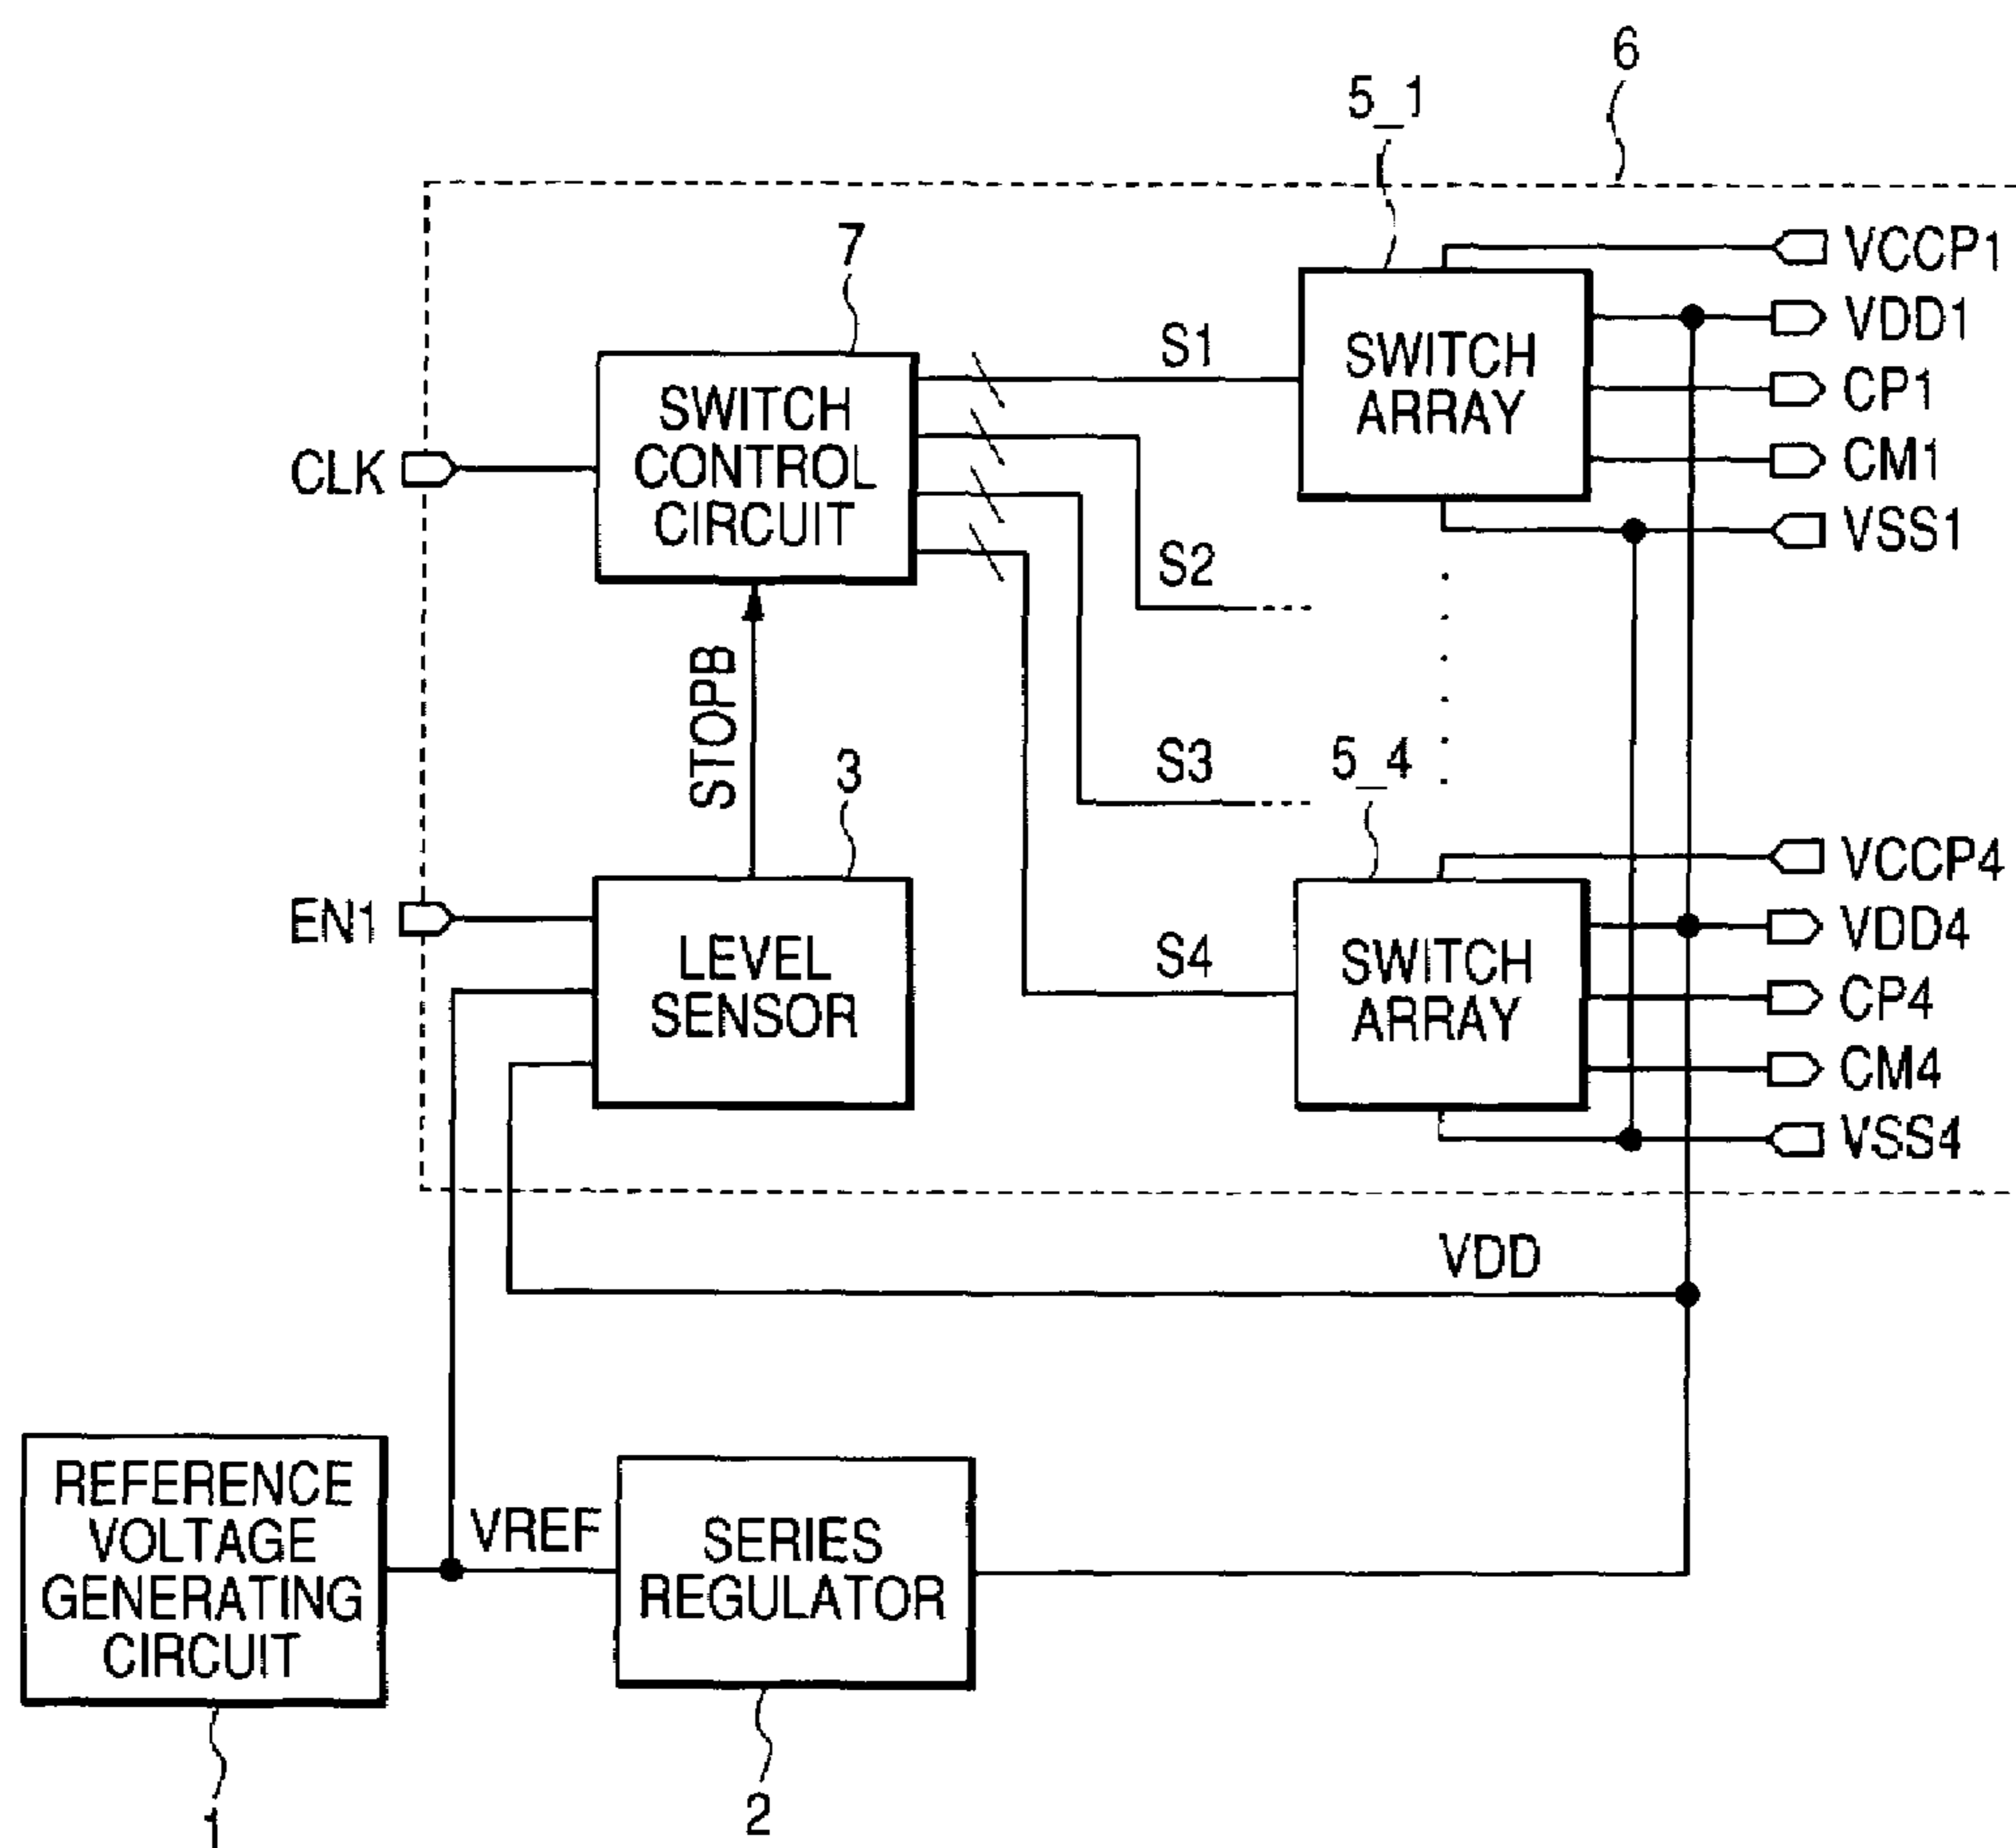 6
5_1
7
VCCP1
VDD1
CP1
CM1
VSS1
SWITCH
ARRAY
S1
SWITCH
CONTROL
CIRCUIT
CLK
S2
STOPB
S3
3
5_4
VCCP4
VDD4
CP4
CM4
VSS4
EN1
LEVEL
SENSOR
S4
SWITCH
ARRAY
VDD
REFERENCE
VOLTAGE
GENERATING
CIRCUIT
VREF
SERIES
REGULATOR
1
2